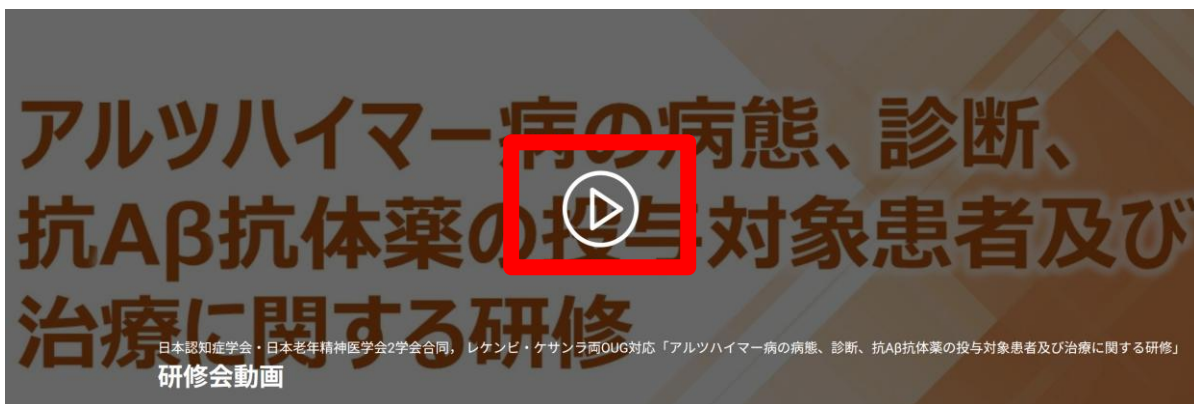 アルツハイマー病の病態、診断、
抗Aβ抗体薬の投与対象患者及び
治療に関する研修
日本認知症学会・日本老年精神医学会2学会合同， レケンビ・ケサンラ両OUG対応「アルツハイマー病の病態、診断、抗Aβ抗体薬の投与対象患者及び治療に関する研修」
研修会動画